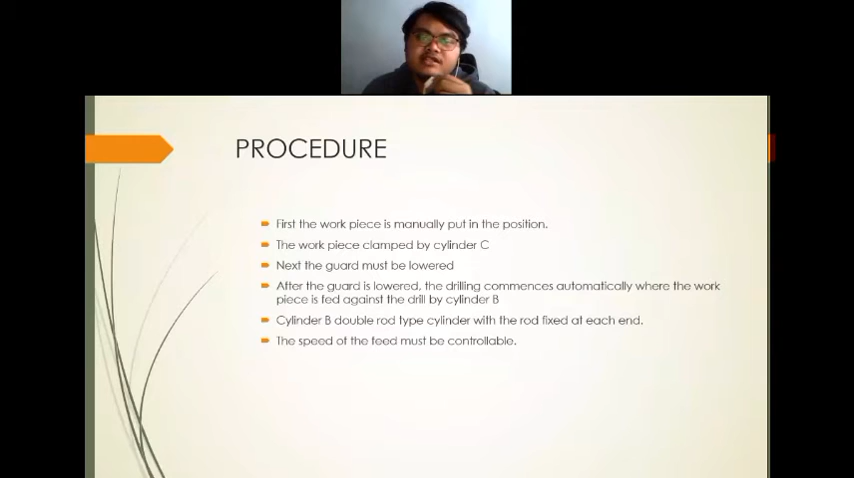 PROCEDURE
First the work piece is manually put in the position.
The work piece clamped by cylinder C
Next the guard must be lowered
After the guard is lowered, the drilling commences automatically where the work
piece is fed against the drill by cylinder B
Cylinder B double rod type cylinder with the rod fixed at each end.
The speed of the feed must be controllable.